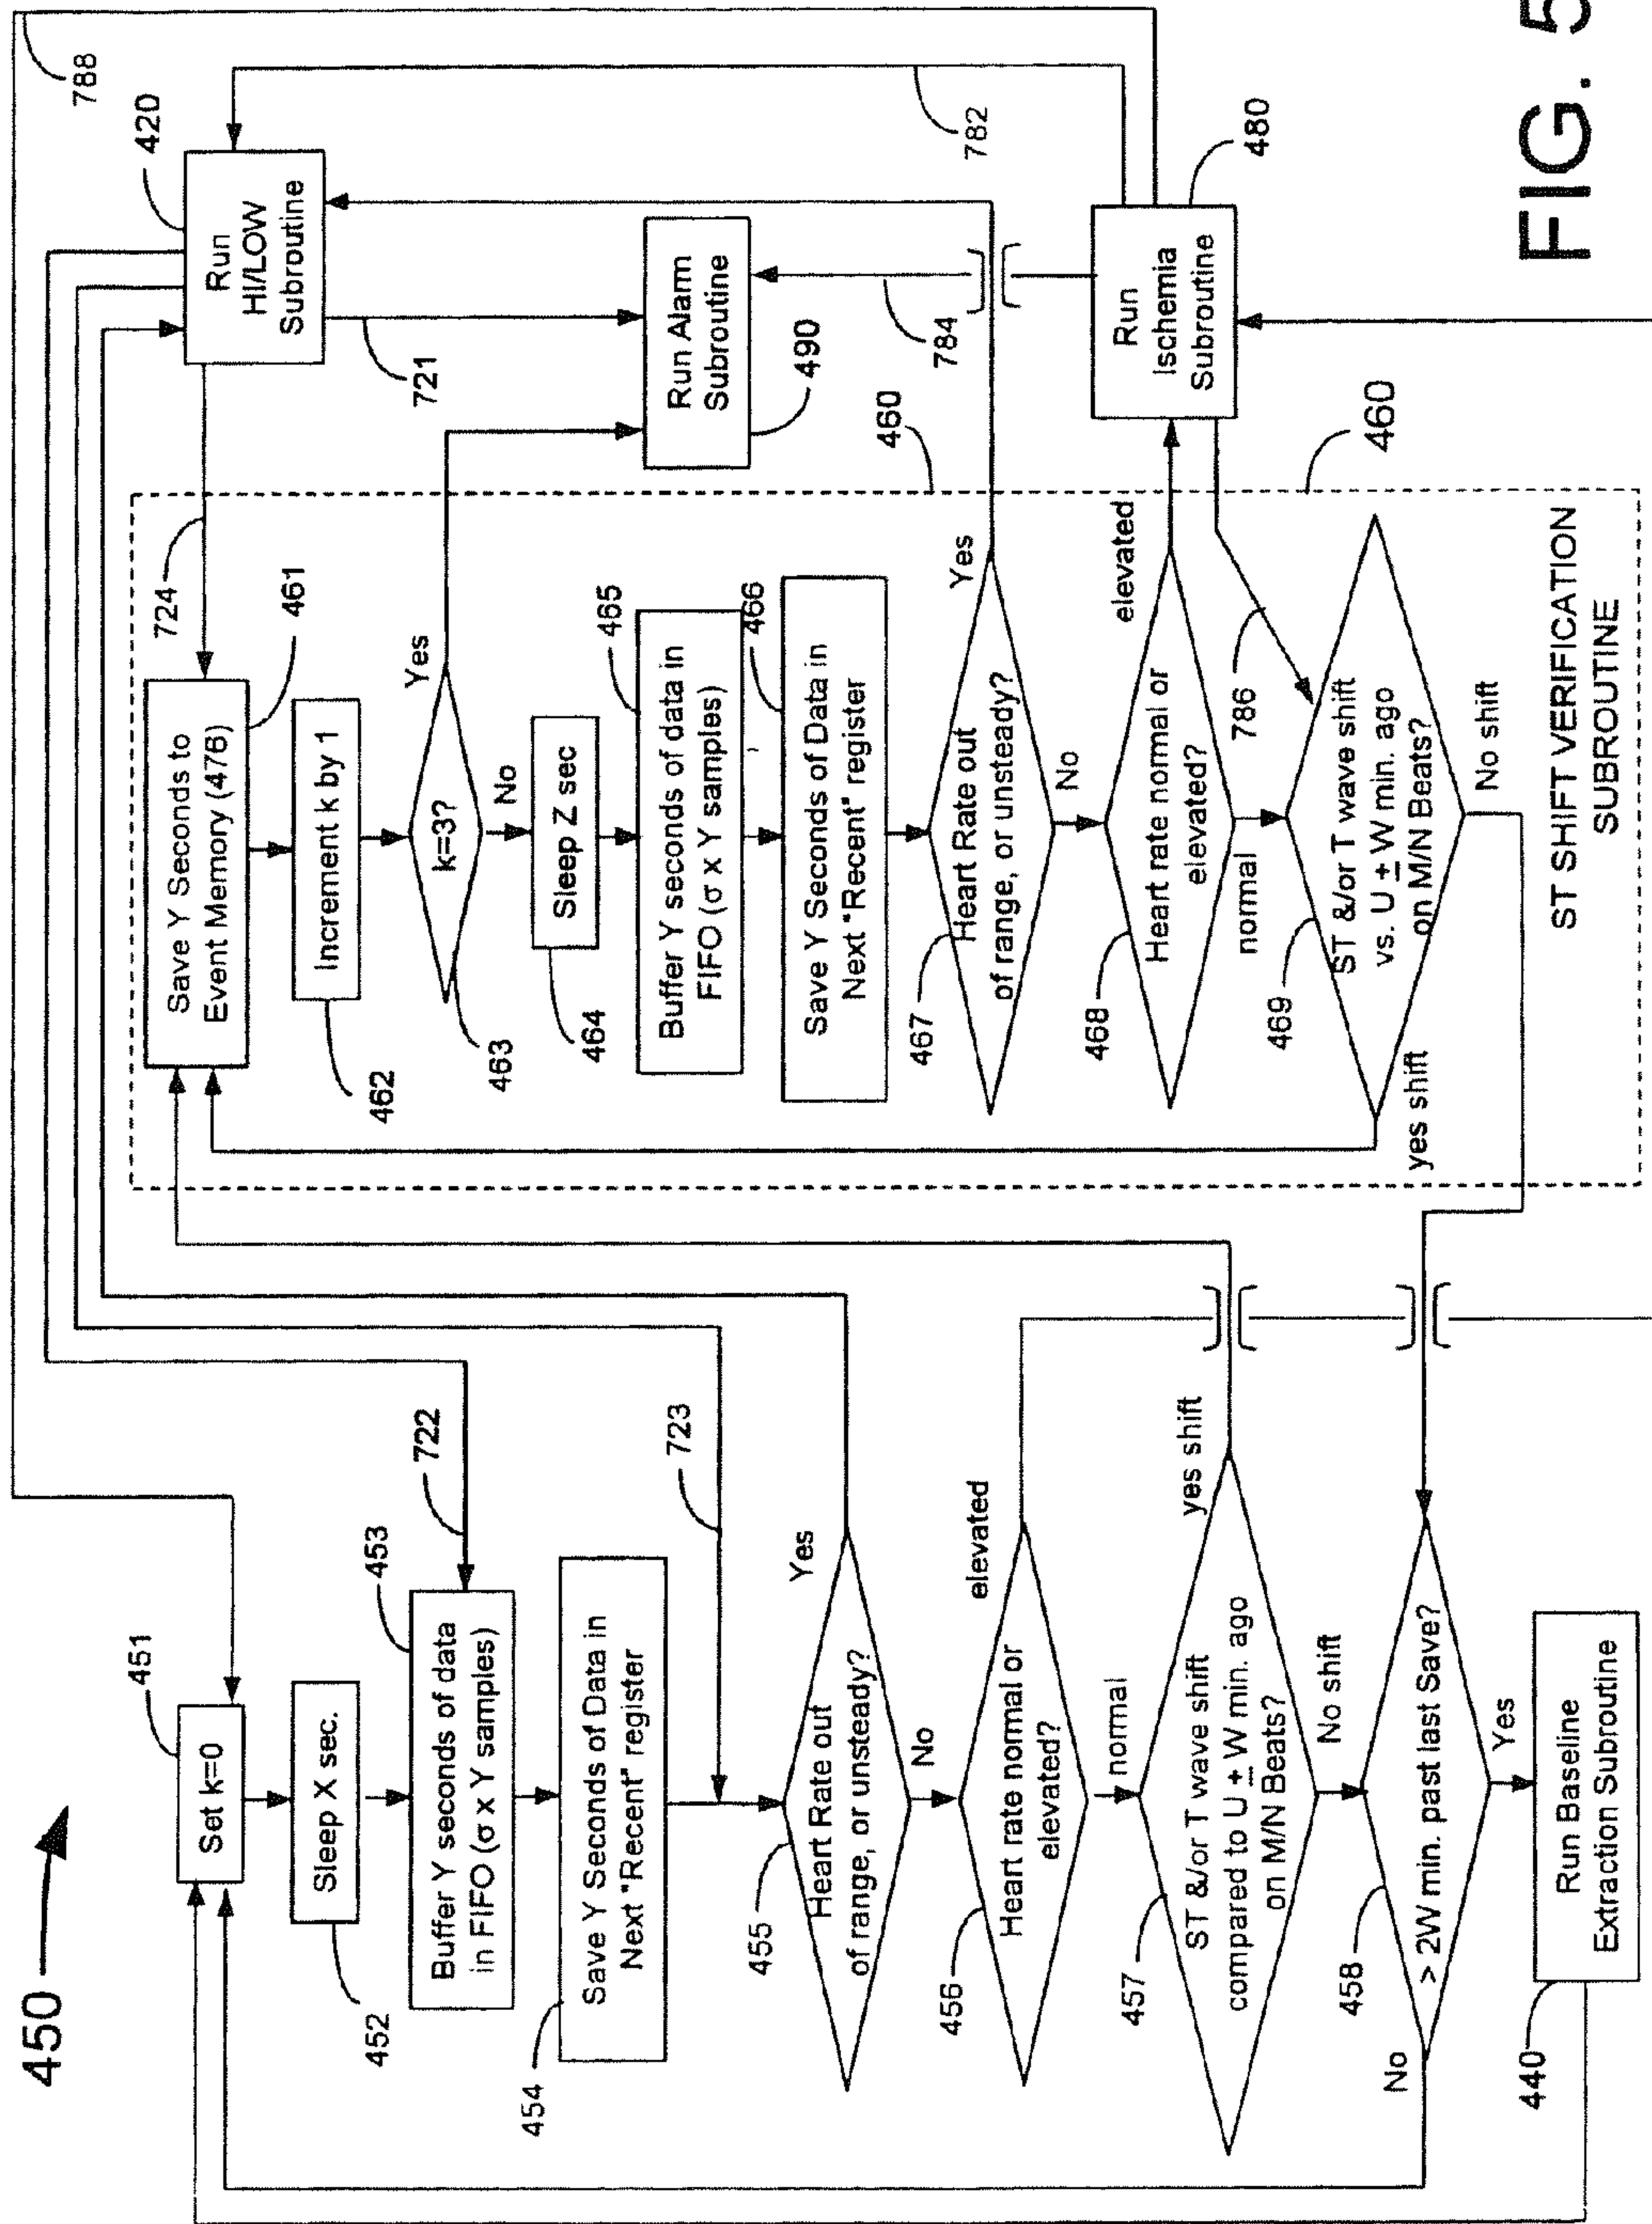 450
451
Set k=0
Sleep X sec.
452
453
Buffer Y seconds of data
in FIFO (σ x Y samples)
722
Save Y Seconds of Data in
Next "Recent" register
454
723
455
Heart Rate out
of range, or unsteady?
Yes
No
456
Heart rate normal or
elevated?
elevated
normal
457
ST &/or T wave shift
compared to U + W min. ago
on M/N Beats?
yes shift
No shift
458
> 2W min. past last Save?
No
Yes
440
Run Baseline
Extraction Subroutine
724
Save Y Seconds to
Event Memory (476)
461
Increment k by 1
462
k=3?
Yes
463
No
Sleep Z sec
464
465
Buffer Y seconds of data in
FIFO (σ x Y samples)
466
Save Y Seconds of Data in
Next "Recent" register
467
Heart Rate out
of range, or unsteady?
Yes
No
468
Heart rate normal or
elevated?
elevated
normal
786
469
ST &/or T wave shift
vs. U + W min. ago
on M/N Beats?
yes shift
No shift
ST SHIFT VERIFICATION
SUBROUTINE
788
420
Run
HI/LOW
Subroutine
721
Run Alarm
Subroutine
490
784
782
460
Run
Ischemia
Subroutine
480
460
FIG. 5